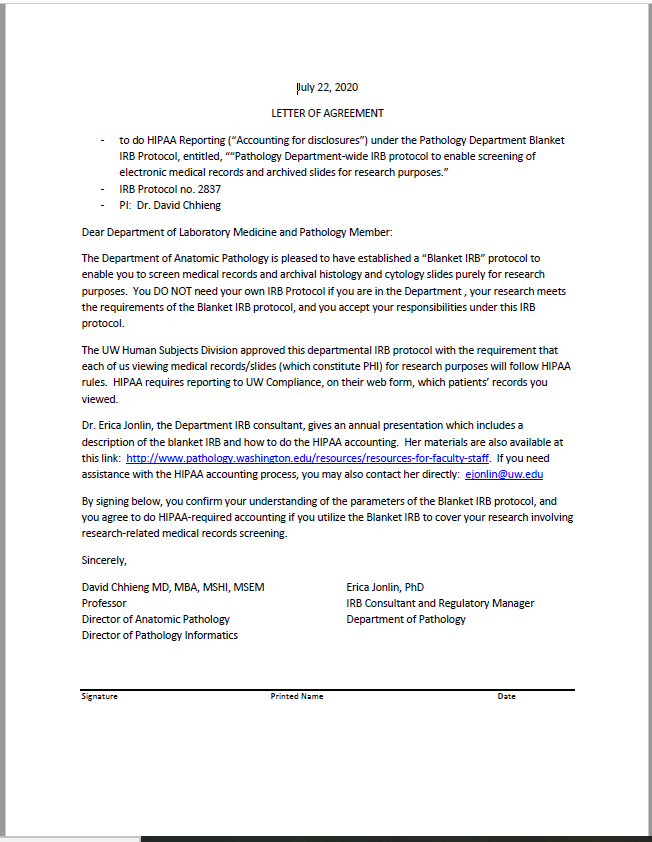 July 22, 2020
LETTER OF AGREEMENT
- to do HIPAA Reporting (“Accounting for disclosures”) under the Pathology Department Blanket
IRB Protocol, entitled, ““Pathology Department-wide IRB protocol to enable screening of
electronic medical records and archived slides for research purposes.”
- IRB Protocol no. 2837
- PI:  Dr. David Chhieng
Dear Department of Laboratory Medicine and Pathology Member:
The Department of Anatomic Pathology is pleased to have established a “Blanket IRB” protocol to
enable you to screen medical records and archival histology and cytology slides purely for research
purposes.  You DO NOT need your own IRB Protocol if you are in the Department , your research meets
the requirements of the Blanket IRB protocol, and you accept your responsibilities under this IRB
protocol.
The UW Human Subjects Division approved this departmental IRB protocol with the requirement that
each of us viewing medical records/slides (which constitute PHI) for research purposes will follow HIPAA
rules.  HIPAA requires reporting to UW Compliance, on their web form, which patients’ records you
viewed.
Dr. Erica Jonlin, the Department IRB consultant, gives an annual presentation which includes a
description of the blanket IRB and how to do the HIPAA accounting.  Her materials are also available at
this link:  http://www.pathology.washington.edu/resources/resources-for-faculty-staff.  If you need
assistance with the HIPAA accounting process, you may also contact her directly:  ejonlin@uw.edu
By signing below, you confirm your understanding of the parameters of the Blanket IRB protocol, and
you agree to do HIPAA-required accounting if you utilize the Blanket IRB to cover your research involving
research-related medical records screening.
Sincerely,
David Chhieng MD, MBA, MSHI, MSEM Erica Jonlin, PhD
Professor IRB Consultant and Regulatory Manager
Director of Anatomic Pathology Department of Pathology
Director of Pathology Informatics
Signature Printed Name Date